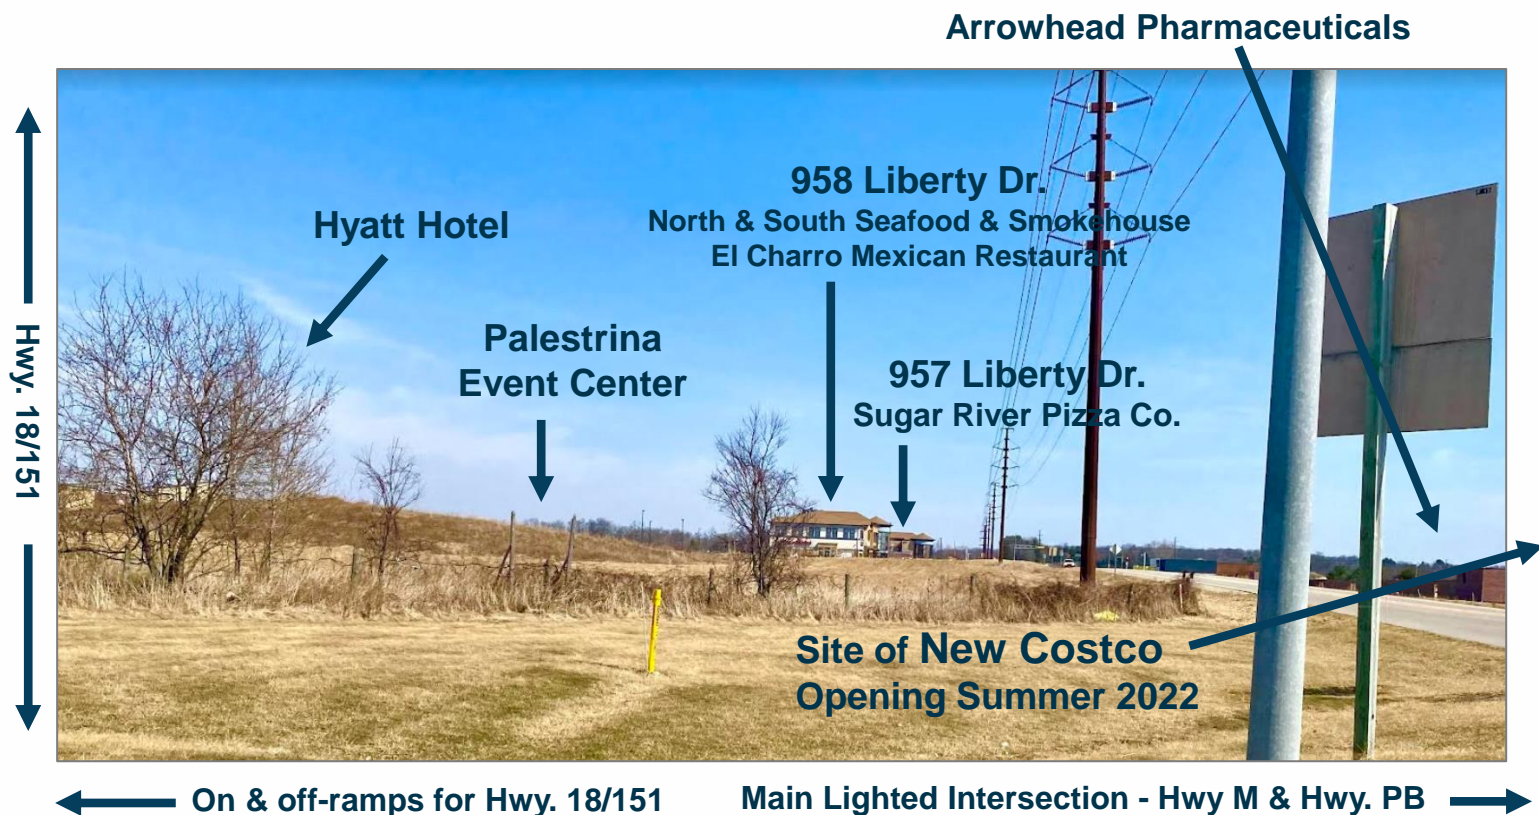 Arrowhead Pharmaceuticals
958 Liberty Dr.
North & South Seafood & Smokehouse
El Charro Mexican Restaurant
Hyatt Hotel
Palestrina
Event Center
957 Liberty Dr.
Sugar River Pizza Co.
Hwy. 18/151
Site of New Costco
Opening Summer 2022
On & off-ramps for Hwy. 18/151
Main Lighted Intersection - Hwy M & Hwy. PB